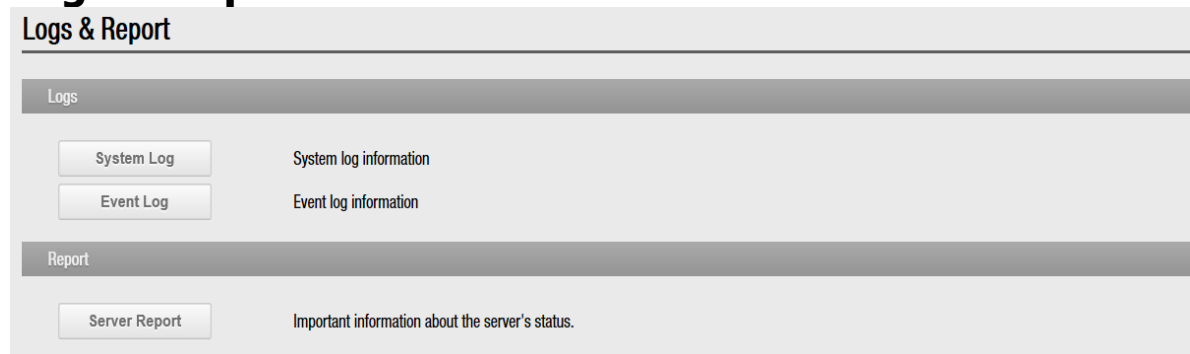 Logs & Report
Logs
System Log System log information
Event Log Event log information
Report
Server Report Important information about the server's status.